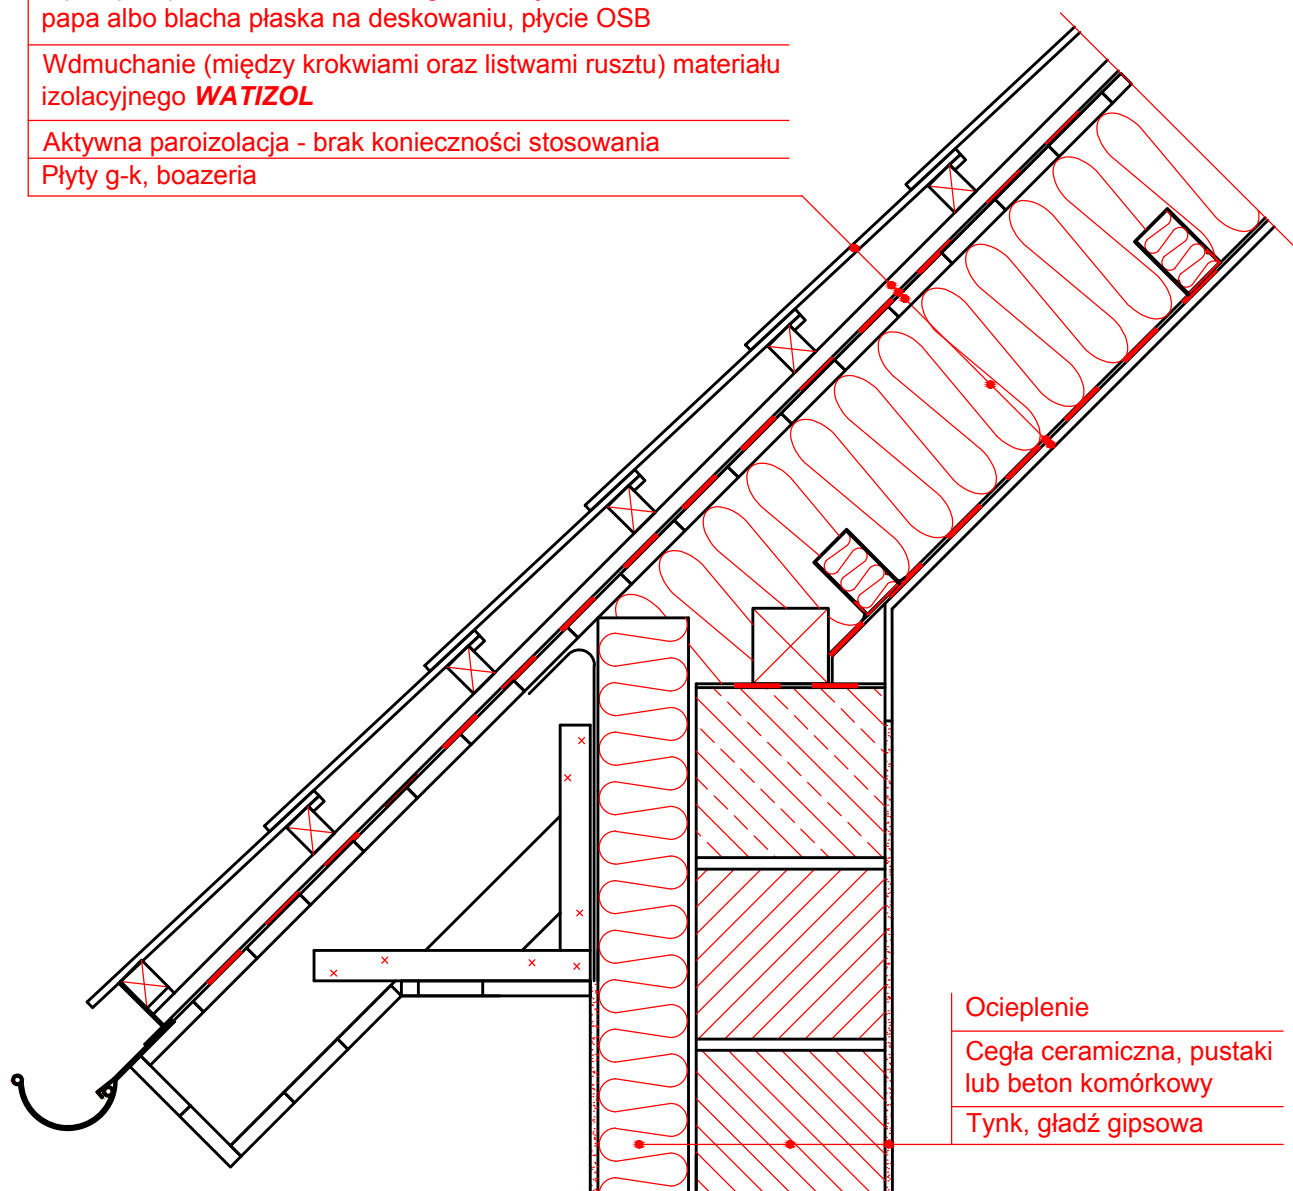 papa albo blacha płaska na deskowaniu, płycie OSB
Wdmuchanie (między krokwiami oraz listwami rusztu) materiału
izolacyjnego WATIZOL
Aktywna paroizolacja - brak konieczności stosowania
Płyty g-k, boazeria
Ocieplenie
Cegła ceramiczna, pustaki
lub beton komórkowy
Tynk, gładź gipsowa